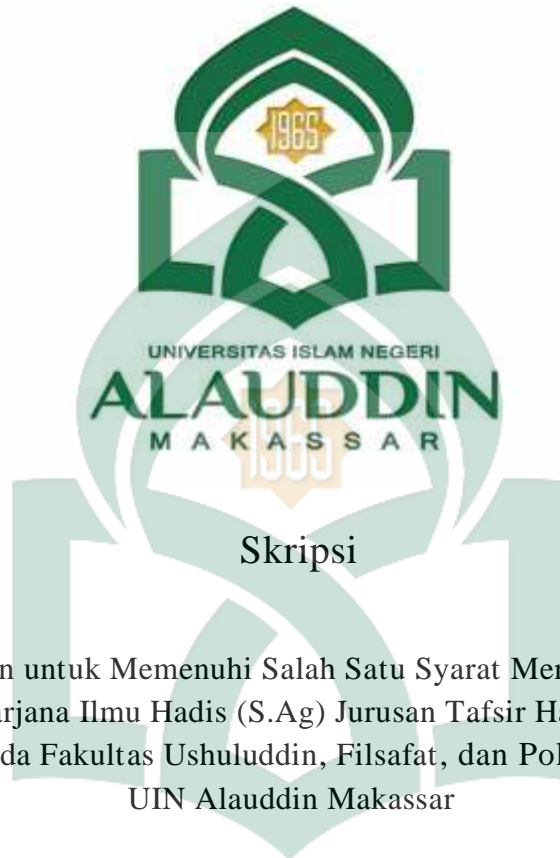 1965
UNIVERSITAS ISLAM NEGERI
ALAUDDIN
MAKASSAR
1965
Skripsi
untuk Memenuhi Salah Satu Syarat
Ilmu Hadis (S.Ag) Jurusan Tafsir
Fakultas Ushuluddin, Filsafat, dan
UIN Alauddin Makassar